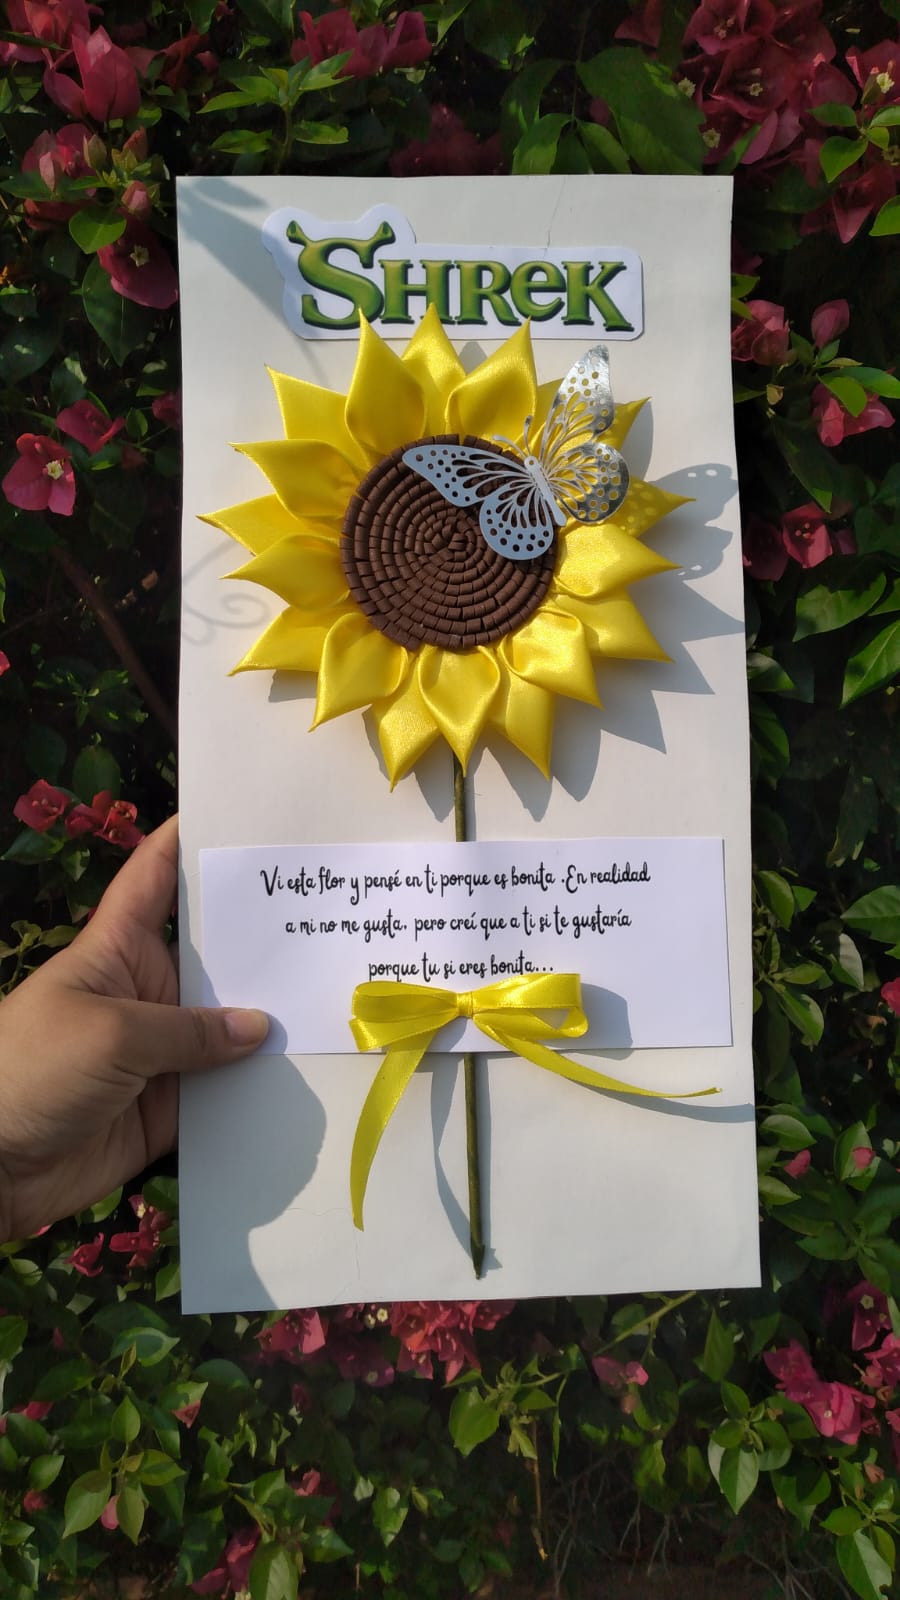 SHREK
Vi esta flor y pensé en ti porque es bonita .En realidad
a mi no me gusta, pero creí que a ti si te gustaría
porque tu si eres bonita...